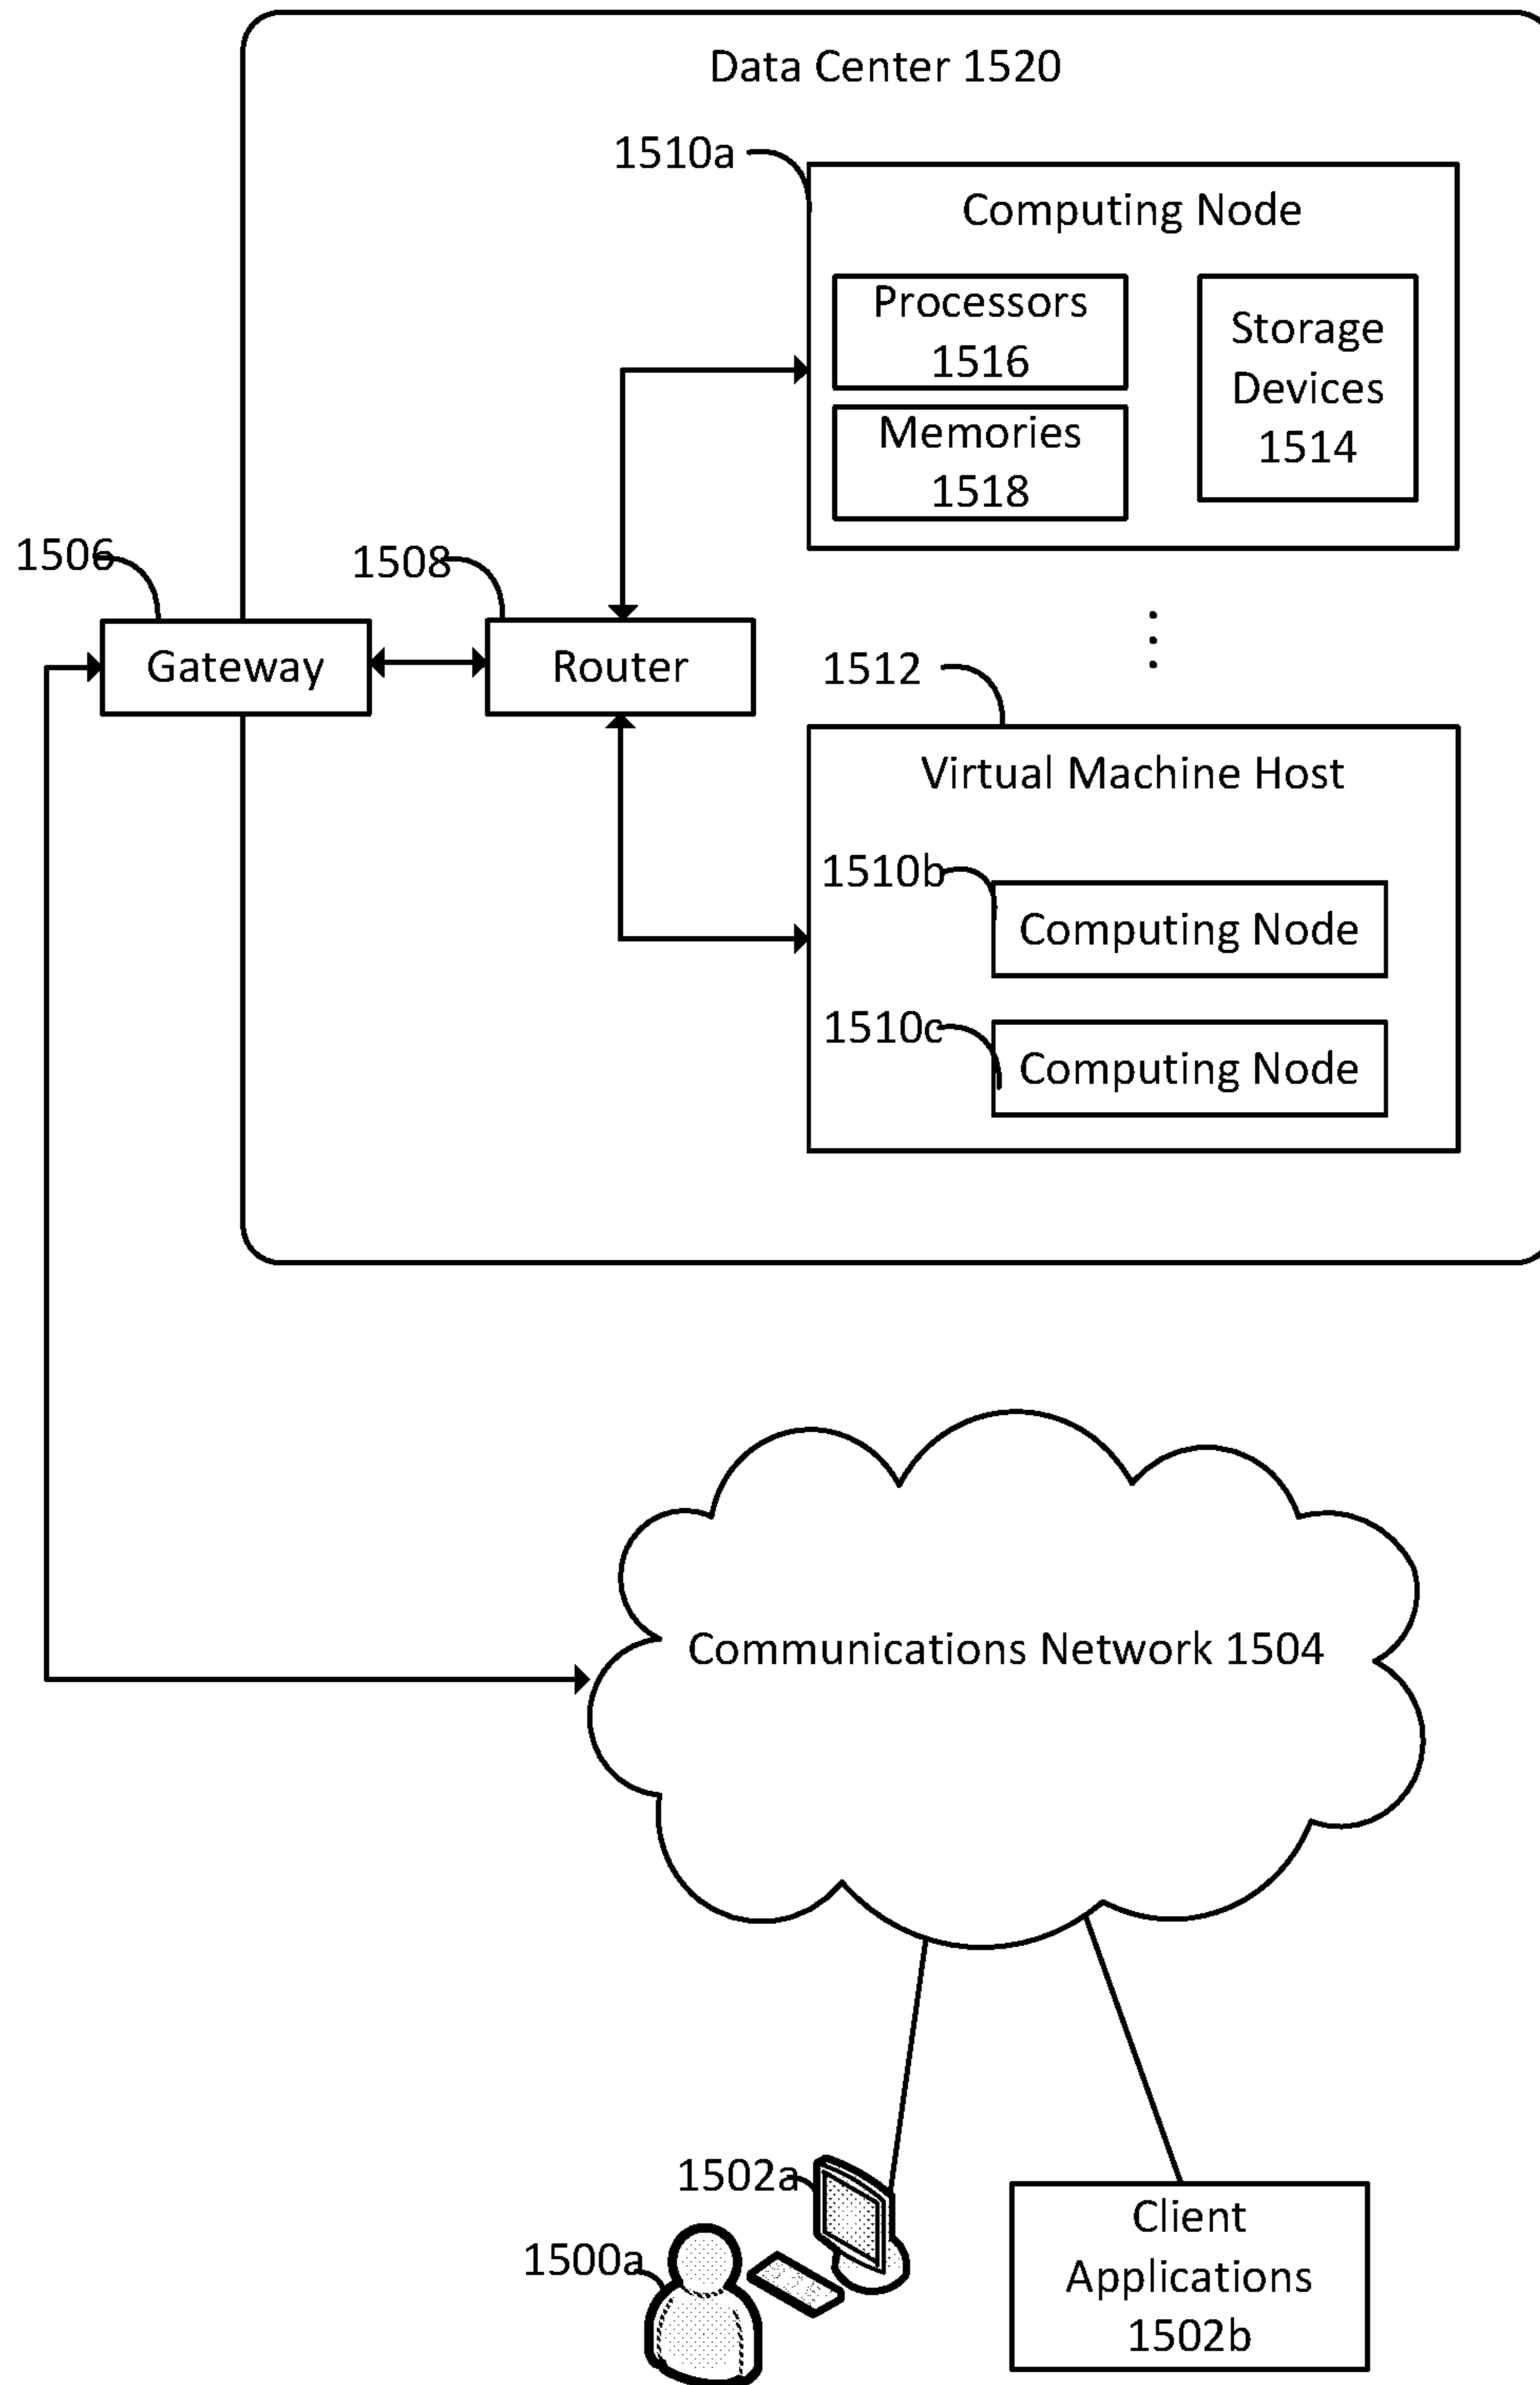 Data Center 1520
1510a
Computing Node
Processors
1516
Storage
Devices
1514
Memories
1518
1506
1508
Gateway
Router
1512
Virtual Machine Host
1510b
Computing Node
1510c
Computing Node
Communications Network 1504
1502a
1500a
Client
Applications
1502b